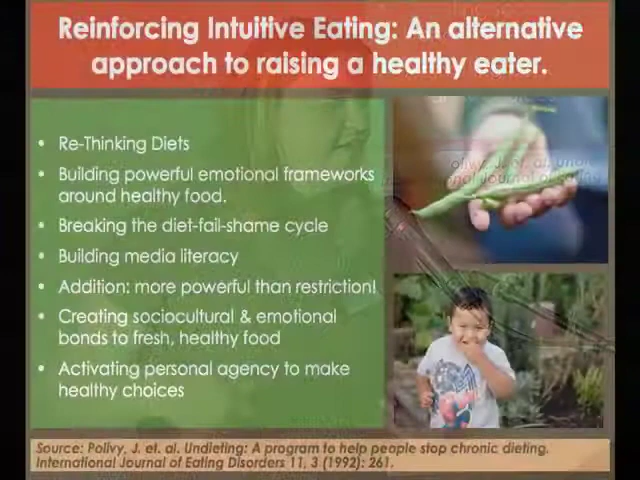 Reinforcing Intuitive Eating: An alternative
approach to raising a healthy eater.
• Re-Thinking Diets
• Building powerful emotional frameworks
around healthy food.
• Breaking the diet-fail-shame cycle
• Building media literacy
• Addition: more powerful than restriction!
• Creating sociocultural & emotional
bonds to fresh, healthy food
• Activating personal agency to make
healthy choices
Source: Polivy, J. et. al. Undieting: A program to help people stop chronic dieting.
International Journal of Eating Disorders 11, 3 (1992): 261.